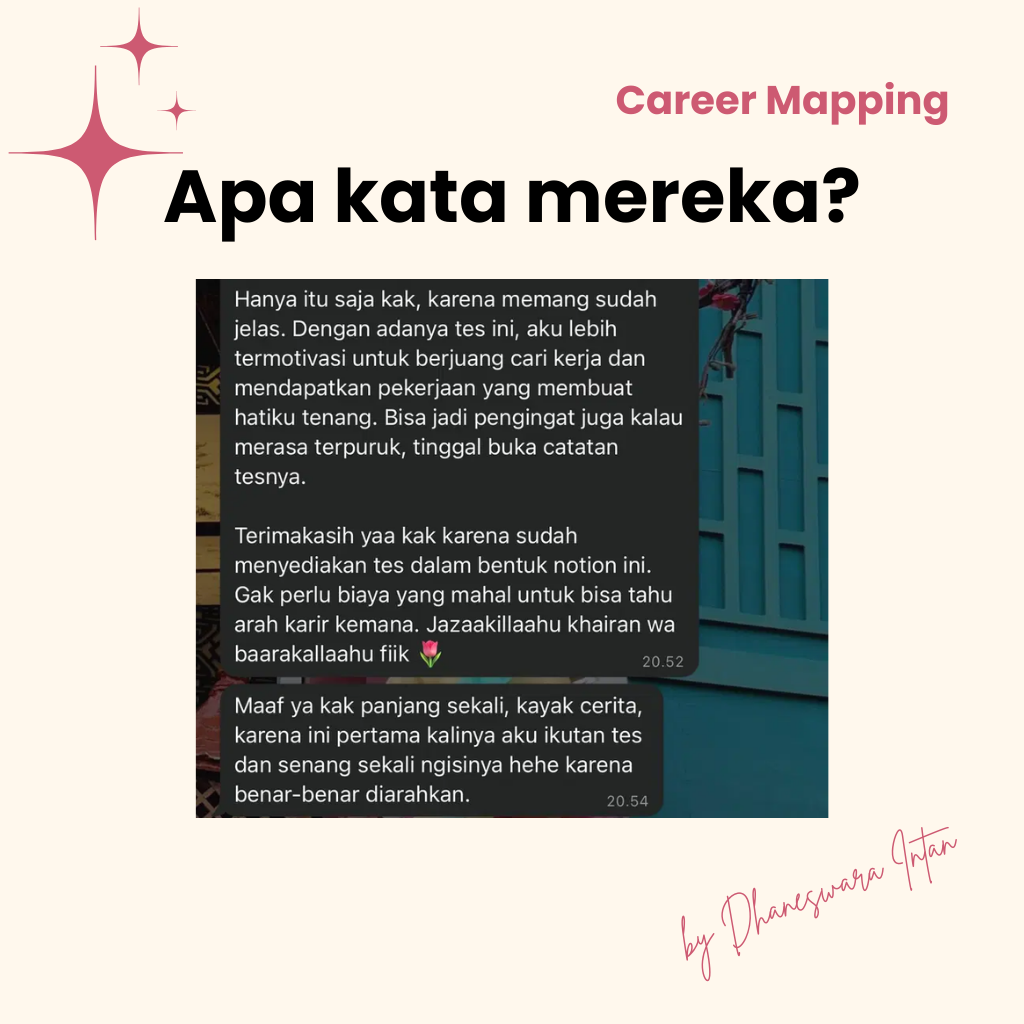 Career Mapping
Apa kata mereka?
Hanya itu saja kak, karena memang sudah
jelas. Dengan adanya tes ini, aku lebih
termotivasi untuk berjuang cari kerja dan
mendapatkan pekerjaan yang membuat
hatiku tenang. Bisa jadi pengingat juga kalau
merasa terpuruk, tinggal buka catatan
tesnya.
Terimakasih yaa kak karena sudah
menyediakan tes dalam bentuk notion ini.
Gak perlu biaya yang mahal untuk bisa tahu
arah karir kemana. Jazaakillaahu khairan wa
baarakallaahu fiik 🌷
20.52
Maaf ya kak panjang sekali, kayak cerita,
karena ini pertama kalinya aku ikutan tes
dan senang sekali ngisinya hehe karena
benar-benar diarahkan.
20.54
by Dhaneswara Intan